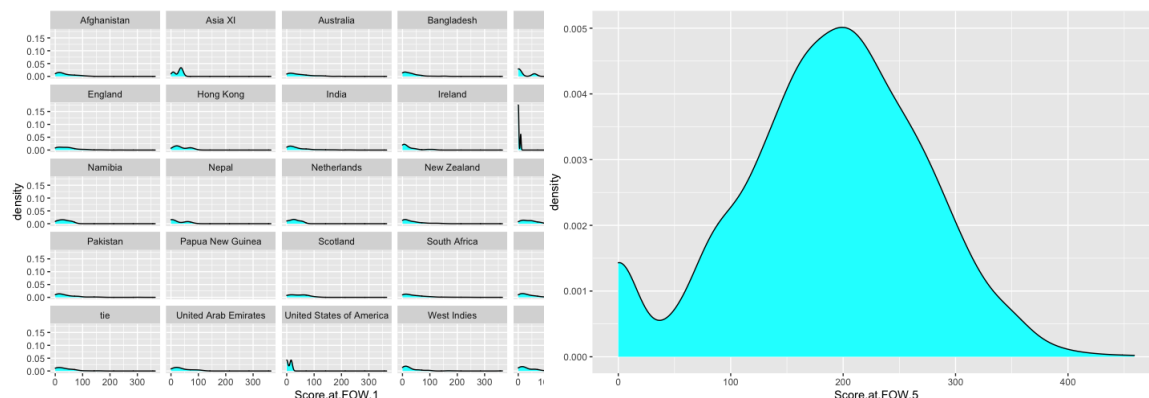 Afghanistan
Asia XI
Australia
Bangladesh
0.15
0.10
0.05
0.00
England
Hong Kong
India
Ireland
0.15
0.10
0.05
0.00
Namibia
Nepal
Netherlands
New Zealand
0.15
0.10
0.05
0.00
Pakistan
Papua New Guinea
Scotland
South Africa
0.15
0.10
0.05
0.00
tie
United Arab Emirates
United States of America
West Indies
0.15
0.10
0.05
0.00
0 100 200 300
0 100 200 300
0 100 200 300
0 100 200 300
0
density
Score.at.FOW.1
0.005
0.004
0.003
0.002
0.001
0.000
density
0 100 200 300 400
Score.at.FOW.5